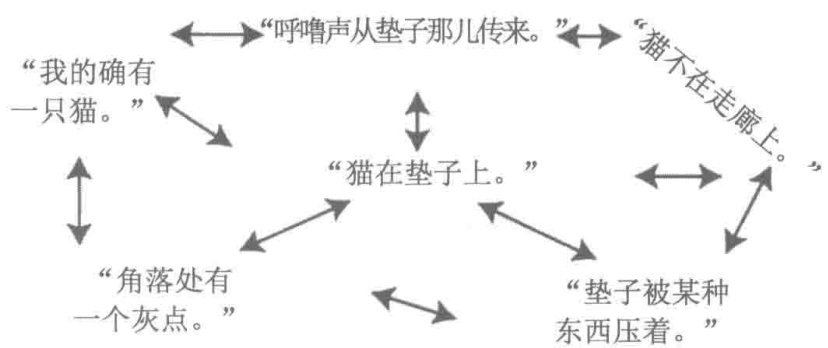 “呼噜声从垫子那儿传来。”
“猫不在走廊上。”
“我的确有
一只猫。”
“猫在垫子上。”
“角落处有
一个灰点。”
“垫子被某种
东西压着。”